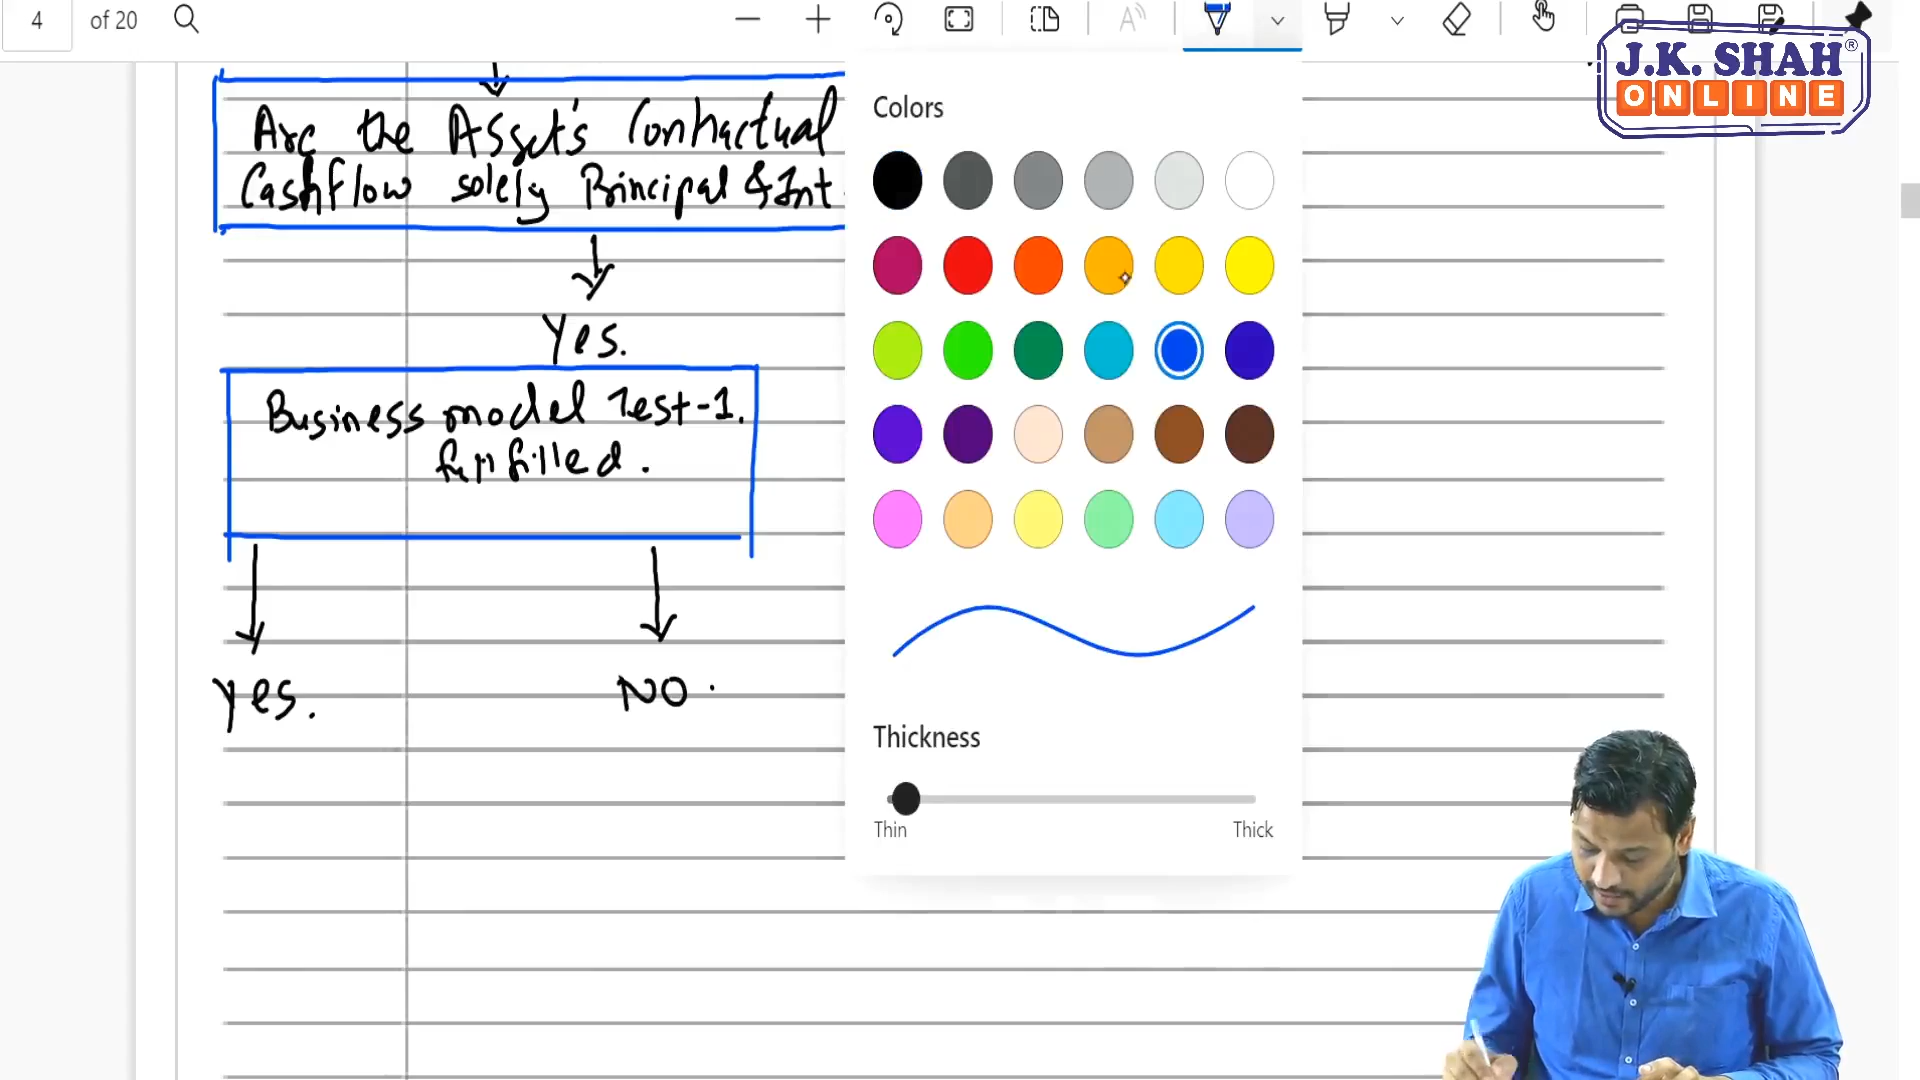 4 of 20
J.K. SHAH®
ONLINE
Colors
Are the Asset's Contractual
Cashflow solely Principal & Int.
Yes.
Business model Test-1.
fulfilled.
Yes.
NO.
Thickness
Thin
Thick